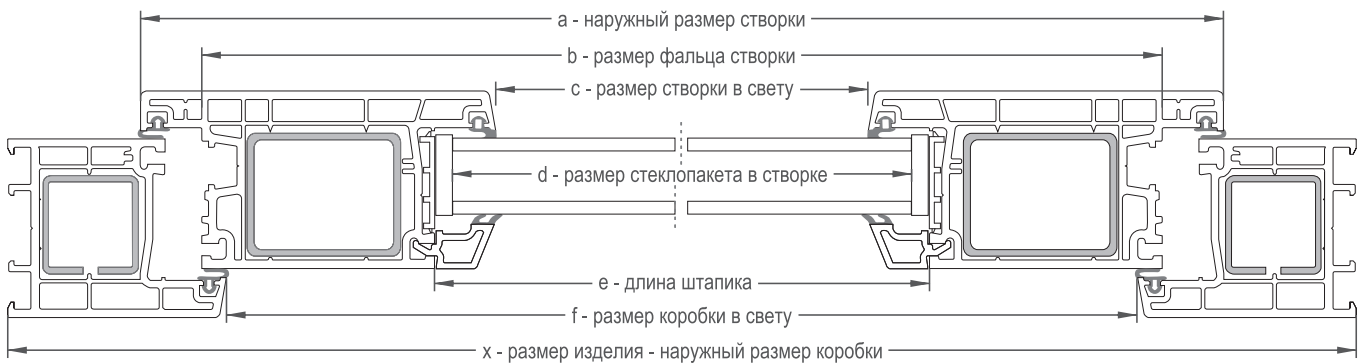 a - наружный размер створки
b - размер фальца створки
c - размер створки в свету
d - размер стеклопакета в створке
e - длина штапика
f - размер коробки в свету
x - размер изделия - наружный размер коробки